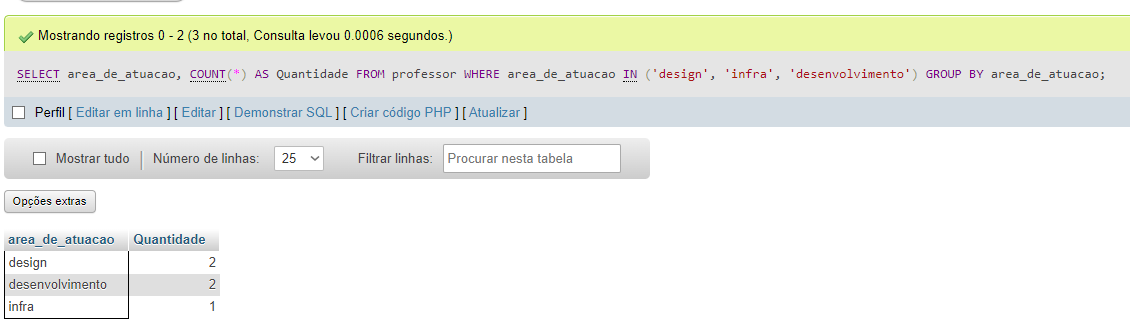 Mostrando registros 0 - 2 (3 no total, Consulta levou 0.0006 segundos.)
SELECT area_de_atuacao, COUNT(*) AS Quantidade FROM professor WHERE area_de_atuacao IN ('design', 'infra', 'desenvolvimento') GROUP BY area_de_atuacao;
Perfil [ Editar em linha ] [ Editar ] [ Demonstrar SQL ] [ Criar código PHP ] [ Atualizar ]
Mostrar tudo | Número de linhas: 25 Filtrar linhas: Procurar nesta tabela
Opções extras
area_de_atuacao Quantidade
design 2
desenvolvimento 2
infra 1